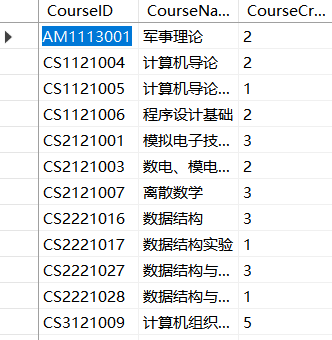 CourseID CourseNa... CourseCr...
AM1113001 军事理论 2
CS1121004 计算机导论 2
CS1121005 计算机导论... 1
CS1121006 程序设计基础 2
CS2121001 模拟电子技... 3
CS2121003 数电、模电... 2
CS2121007 离散数学 3
CS2221016 数据结构 3
CS2221017 数据结构实验 1
CS2221027 数据结构与... 3
CS2221028 数据结构与... 1
CS3121009 计算机组织... 5